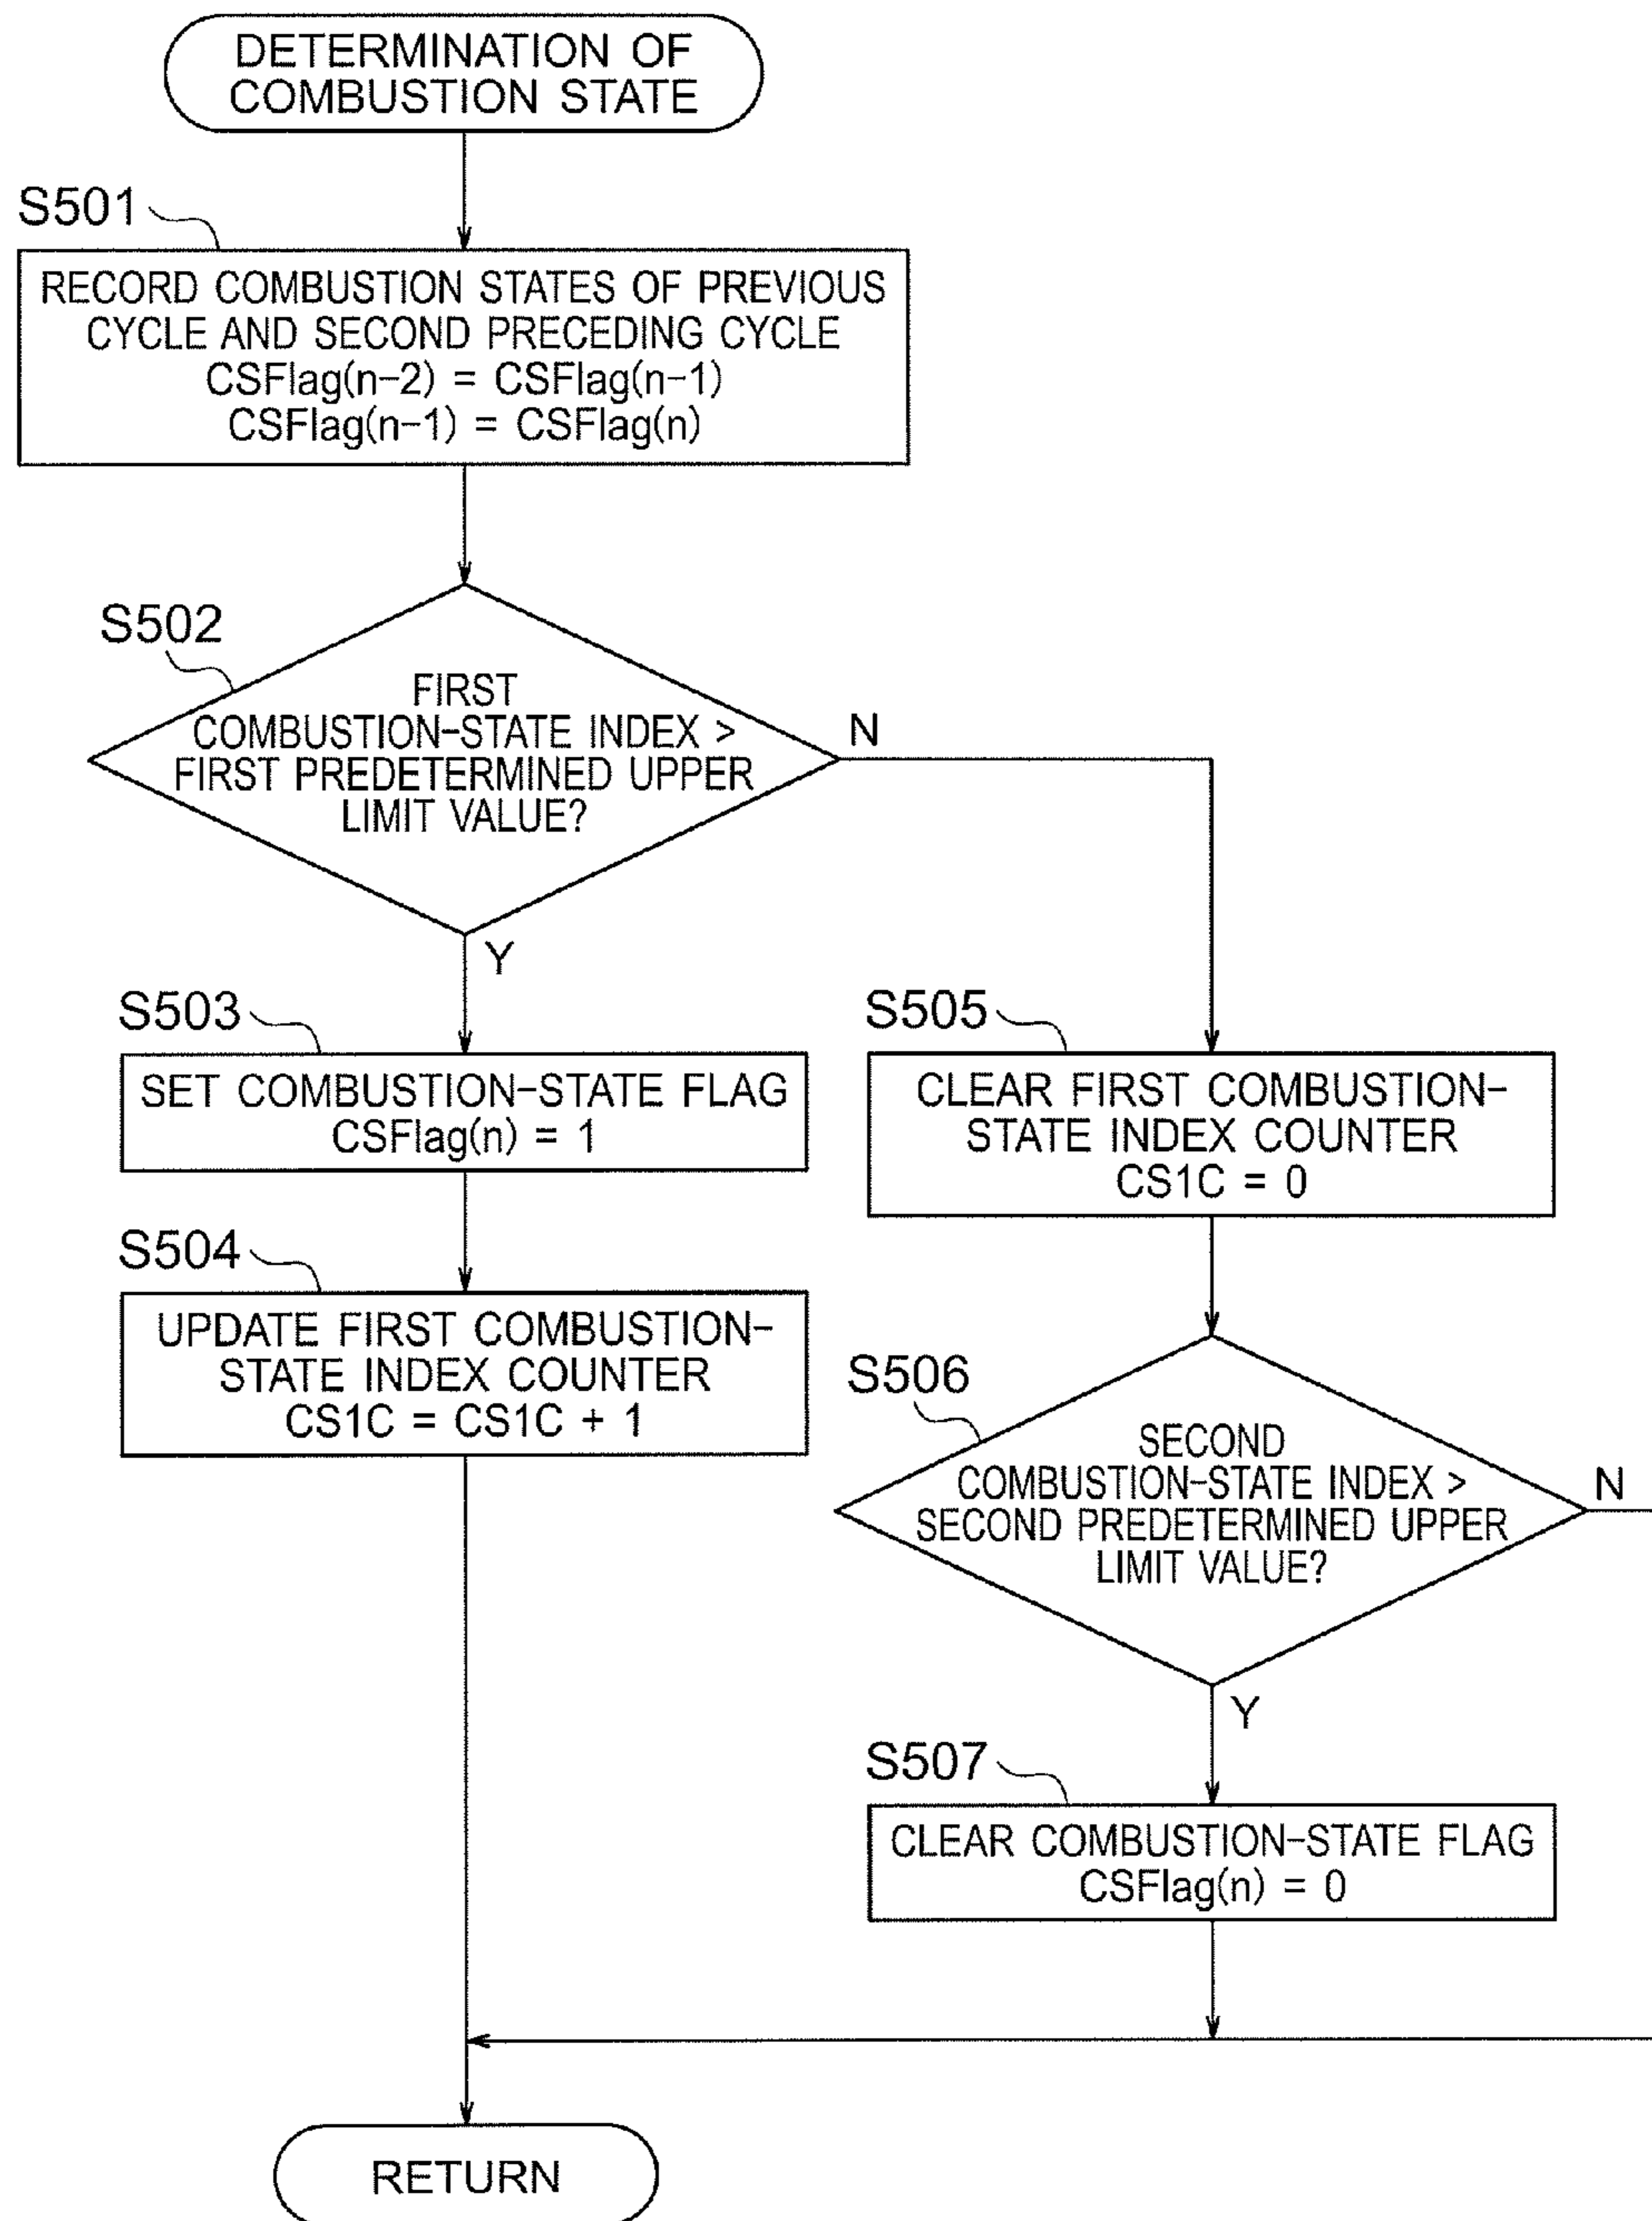 DETERMINATION OF
COMBUSTION STATE
S501
RECORD COMBUSTION STATES OF PREVIOUS
CYCLE AND SECOND PRECEDING CYCLE
CSFlag(n-2) = CSFlag(n-1)
CSFlag(n-1) = CSFlag(n)
S502
FIRST
COMBUSTION-STATE INDEX >
FIRST PREDETERMINED UPPER
LIMIT VALUE?
N
Y
S503
SET COMBUSTION-STATE FLAG
CSFlag(n) = 1
S504
UPDATE FIRST COMBUSTION-
STATE INDEX COUNTER
CS1C = CS1C + 1
S505
CLEAR FIRST COMBUSTION-
STATE INDEX COUNTER
CS1C = 0
S506
SECOND
COMBUSTION-STATE INDEX >
SECOND PREDETERMINED UPPER
LIMIT VALUE?
N
Y
S507
CLEAR COMBUSTION-STATE FLAG
CSFlag(n) = 0
RETURN